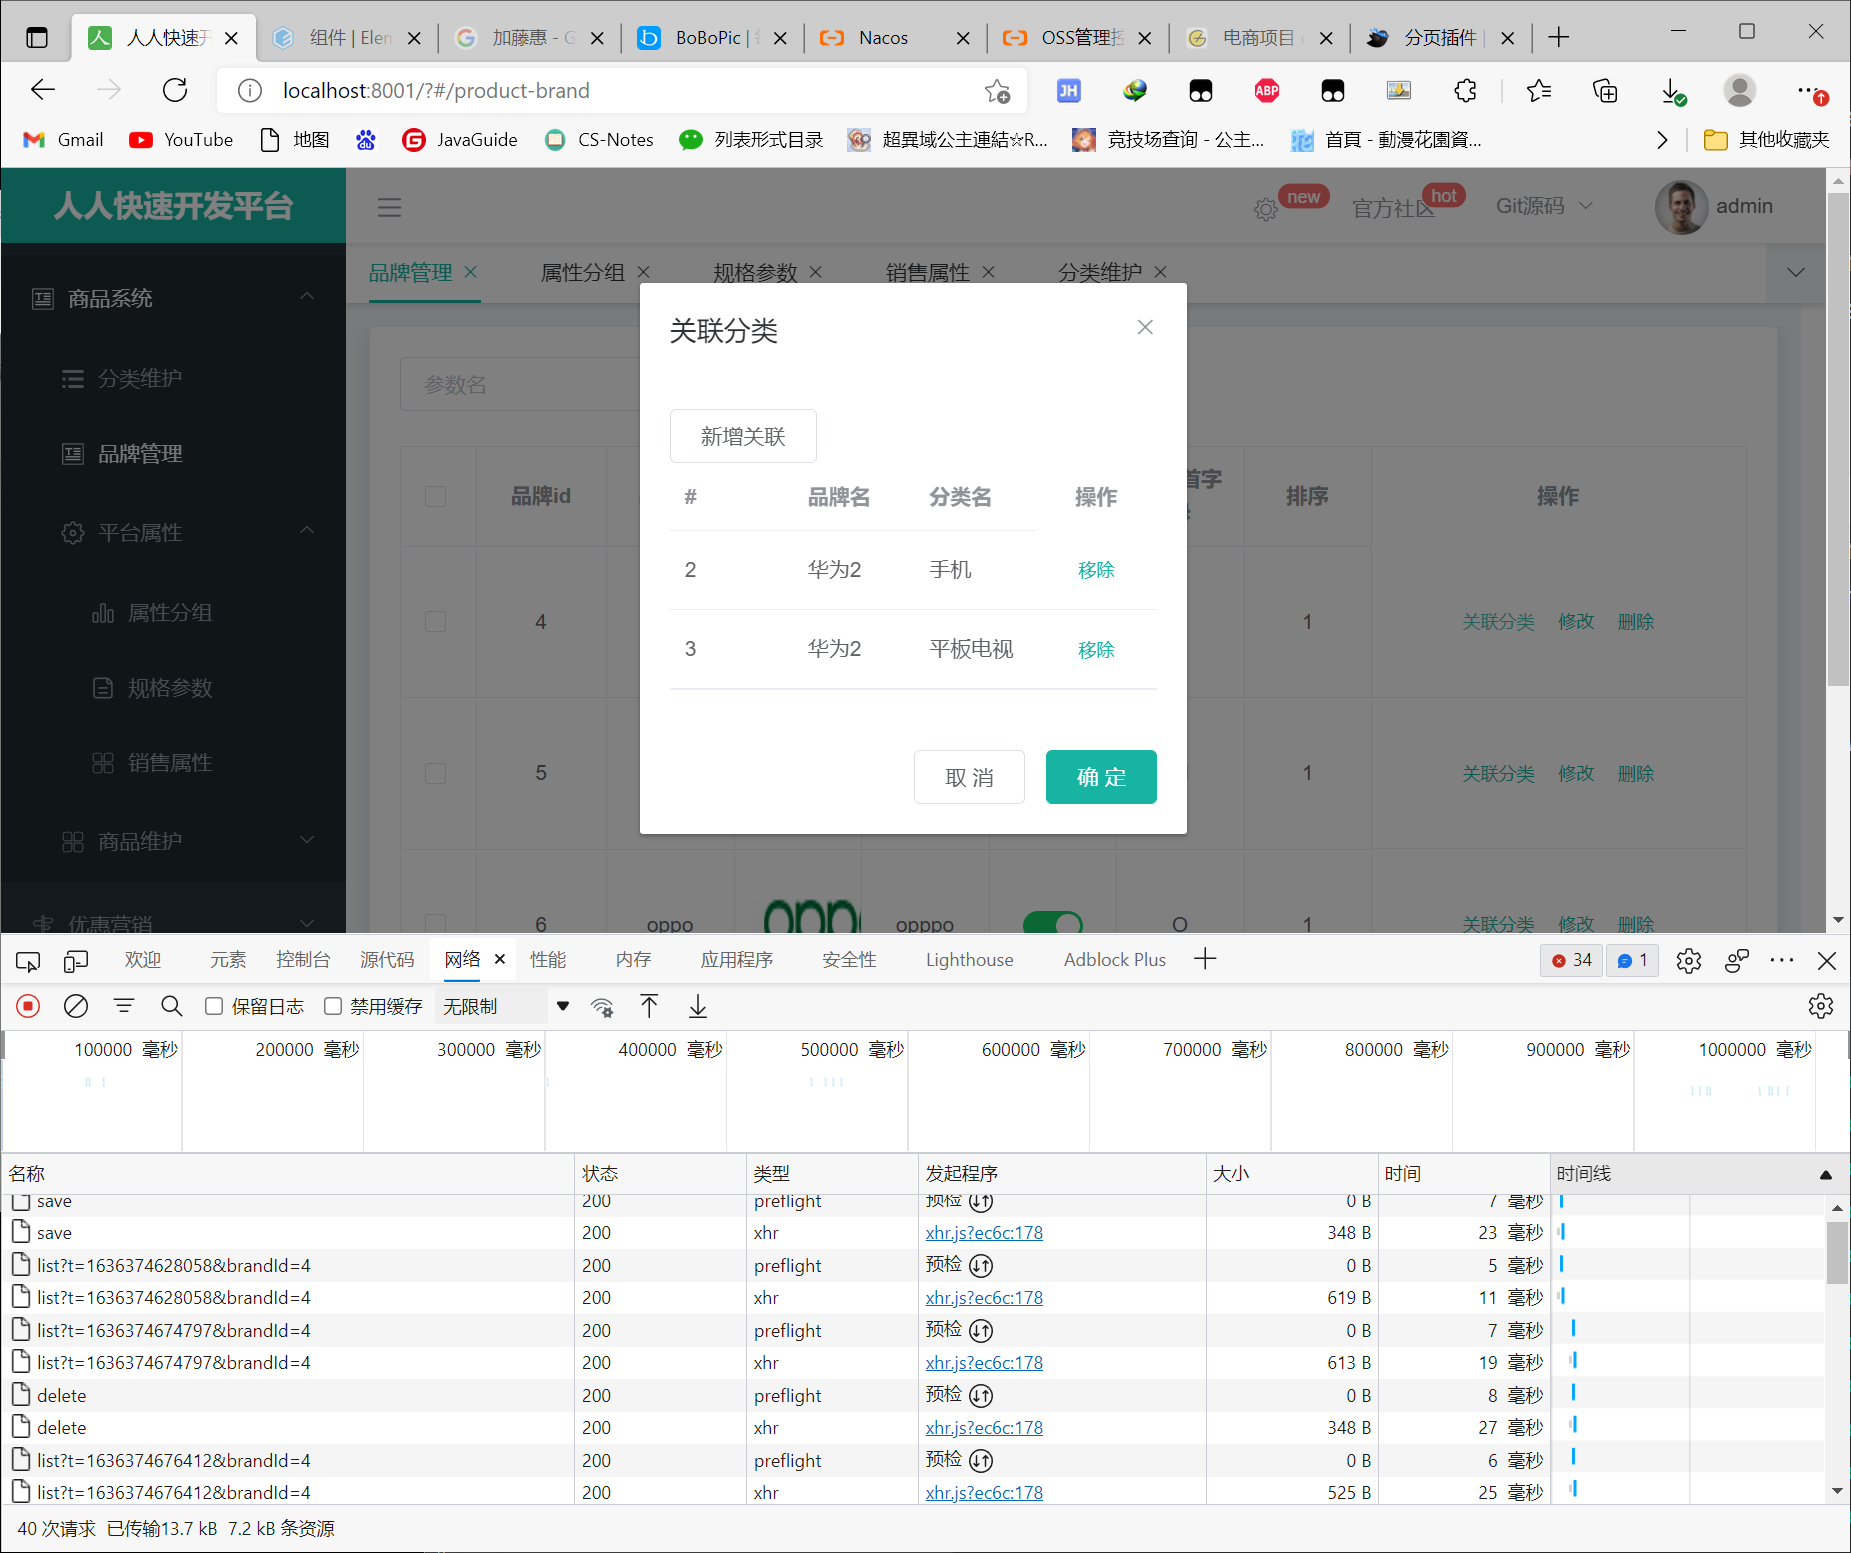 人人快速开
组件 | Elem
加藤惠 - G
BoBoPic |
Nacos
OSS管理控
电商项目
分页插件 |
localhost:8001/?#/product-brand
JH
ABP
Gmail
YouTube
地图
du
JavaGuide
CS-Notes
列表形式目录
超異域公主連結☆R...
竞技场查询 - 公主...
首頁 - 動漫花園資...
其他收藏夹
人人快速开发平台
new
官方社区
hot
Git源码
admin
品牌管理
属性分组
规格参数
销售属性
分类维护
商品系统
分类维护
品牌管理
平台属性
属性分组
规格参数
销售属性
商品维护
优惠营销
参数名
品牌id
首字
排序
操作
4
1
关联分类 修改 删除
5
1
关联分类 修改 删除
6
oppo
oppo
opppo
O
1
关联分类 修改 删除
关联分类
新增关联
# 品牌名 分类名 操作
2 华为2 手机 移除
3 华为2 平板电视 移除
取 消
确 定
欢迎 元素 控制台 源代码 网络 性能 内存 应用程序 安全性 Lighthouse Adblock Plus
34
1
保留日志
禁用缓存
无限制
100000 毫秒 200000 毫秒 300000 毫秒 400000 毫秒 500000 毫秒 600000 毫秒 700000 毫秒 800000 毫秒 900000 毫秒 1000000 毫秒
名称 状态 类型 发起程序 大小 时间 时间线
save 200 preflight 预检 0 B 7 毫秒
save 200 xhr xhr.js?ec6c:178 348 B 23 毫秒
list?t=1636374628058&brandId=4 200 preflight 预检 0 B 5 毫秒
list?t=1636374628058&brandId=4 200 xhr xhr.js?ec6c:178 619 B 11 毫秒
list?t=1636374674797&brandId=4 200 preflight 预检 0 B 7 毫秒
list?t=1636374674797&brandId=4 200 xhr xhr.js?ec6c:178 613 B 19 毫秒
delete 200 preflight 预检 0 B 8 毫秒
delete 200 xhr xhr.js?ec6c:178 348 B 27 毫秒
list?t=1636374676412&brandId=4 200 preflight 预检 0 B 6 毫秒
list?t=1636374676412&brandId=4 200 xhr xhr.js?ec6c:178 525 B 25 毫秒
40 次请求 已传输13.7 kB 7.2 kB 条资源